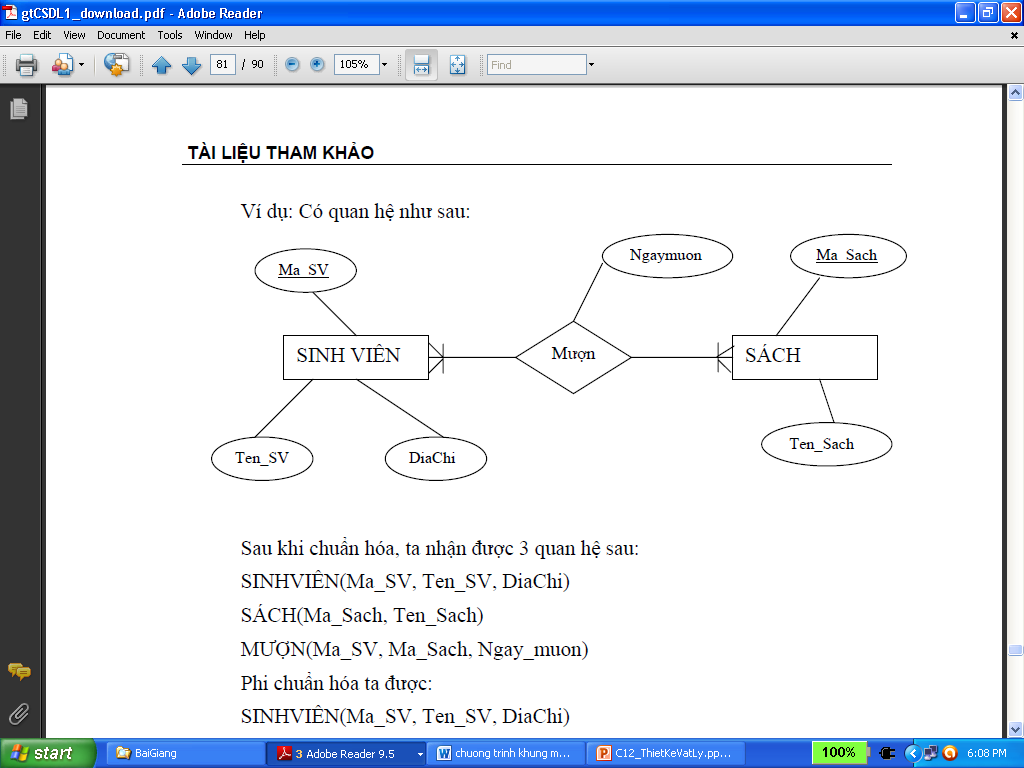 gtCSDL1_download.pdf - Adobe Reader
File Edit View Document Tools Window Help
81 / 90 105% Find
TÀI LIỆU THAM KHẢO
Ví dụ: Có quan hệ như sau:
Ngaymuon
Ma_Sach
Ma_SV
SINH VIÊN
Mượn
SÁCH
Ten_SV
DiaChi
Ten_Sach
Sau khi chuẩn hóa, ta nhận được 3 quan hệ sau:
SINHVIÊN(Ma_SV, Ten_SV, DiaChi)
SÁCH(Ma_Sach, Ten_Sach)
MƯỢN(Ma_SV, Ma_Sach, Ngay_muon)
Phi chuẩn hóa ta được:
SINHVIÊN(Ma_SV, Ten_SV, DiaChi)
start BaiGiang 3 Adobe Reader 9.5 chuong trinh khung m... C12_ThietKeVatLy.pp... 100% 6:08 PM